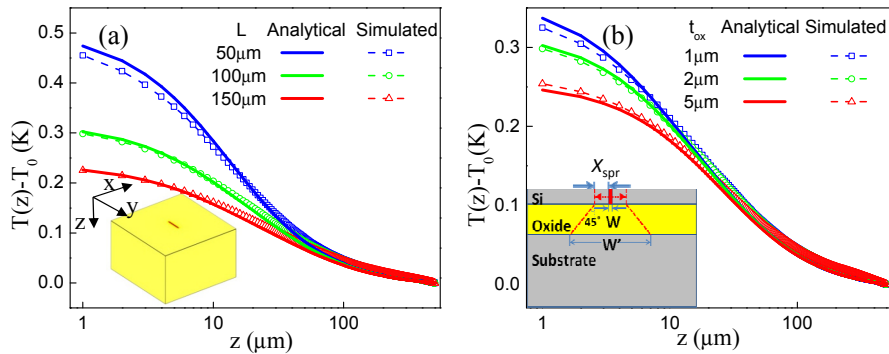 (a)
L Analytical Simulated
50μm
100μm
150μm
T(z)-T₀ (K)
0.5
0.4
0.3
0.2
0.1
0.0
x
y
z
1 10 100
z (μm)
(b)
tox Analytical Simulated
1μm
2μm
5μm
T(z)-T₀ (K)
0.3
0.2
0.1
0.0
Xspr
Si
45° W
Oxide
W'
Substrate
1 10 100
z (μm)